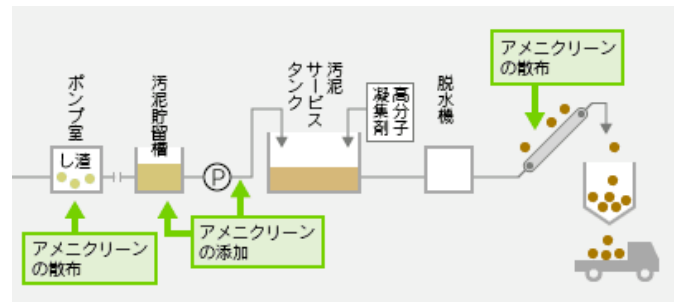 アメニクリーン
の散布
ポンプ室
汚泥貯留槽
汚泥
サービス
タンク
高分子
凝集剤
脱水機
し渣
P
アメニクリーン
の散布
アメニクリーン
の添加